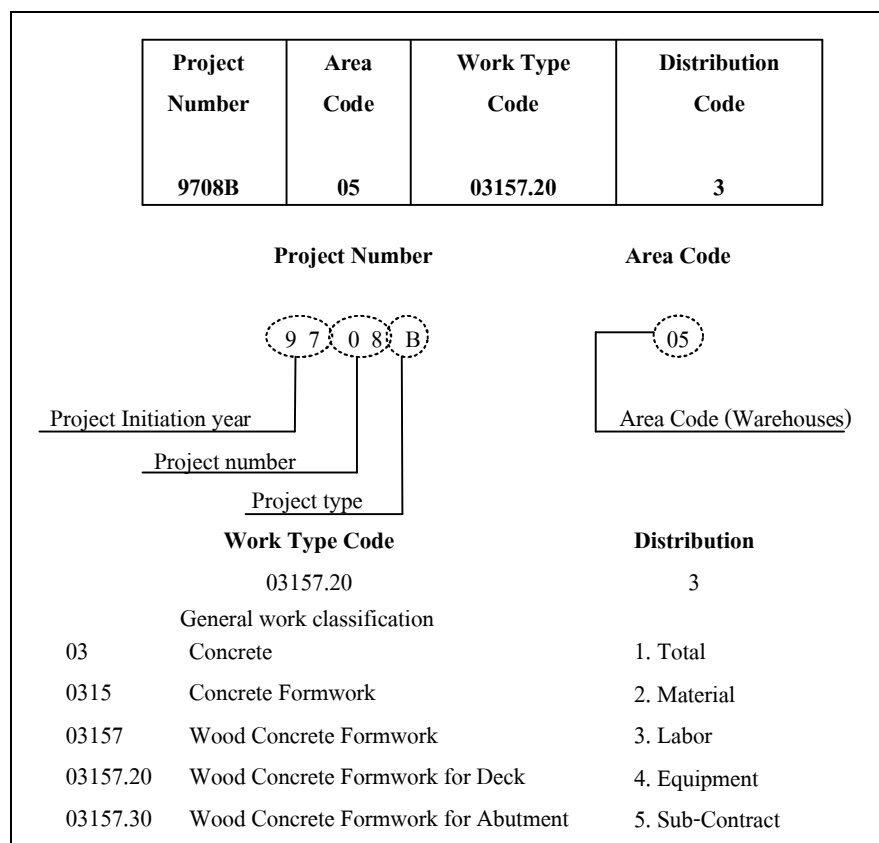 Project Number Area Code Work Type Code Distribution Code
9708B 05 03157.20 3
Project Number Area Code
9 7 0 8 B 05
Project Initiation year Area Code (Warehouses)
Project number
Project type
Work Type Code Distribution
03157.20 3
General work classification
03 Concrete 1. Total
0315 Concrete Formwork 2. Material
03157 Wood Concrete Formwork 3. Labor
03157.20 Wood Concrete Formwork for Deck 4. Equipment
03157.30 Wood Concrete Formwork for Abutment 5. Sub-Contract